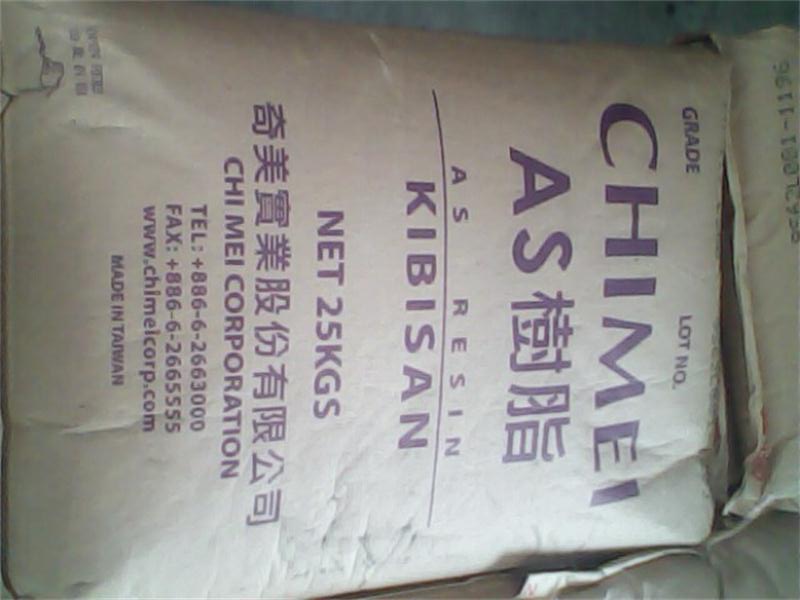 GRADE LOT NO.
CHIMEI
AS樹脂
AS RESIN
KIBISAN
NET 25KGS
奇美實業股份有限公司
CHI MEI CORPORATION
TEL: +886-6-2663000
FAX: +886-6-2665555
www.chimeicorp.com
MADE IN TAIWAN